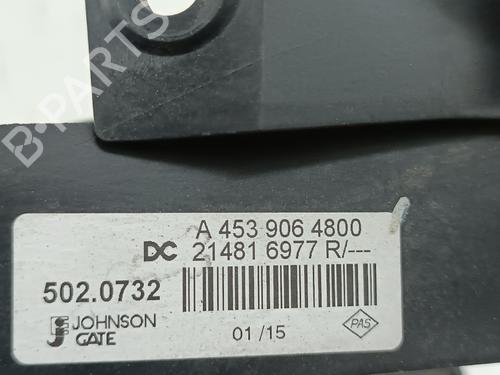 B-PARTS
A 453 906 4800
DC 21481 6977 R/---
502.0732
JOHNSON
GATE
01 /15
PAS